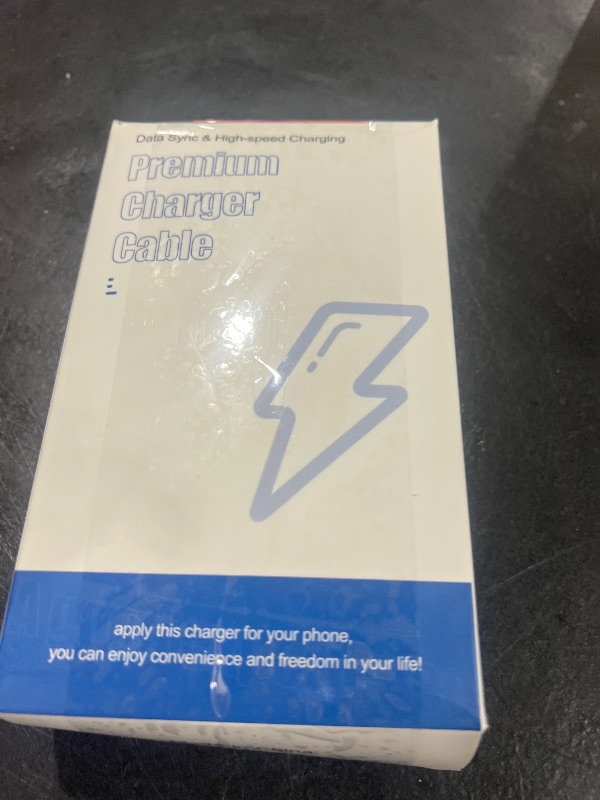 Data Sync & High-speed Charging
Premium
Charger
Cable
apply this charger for your phone,
you can enjoy convenience and freedom in your life!